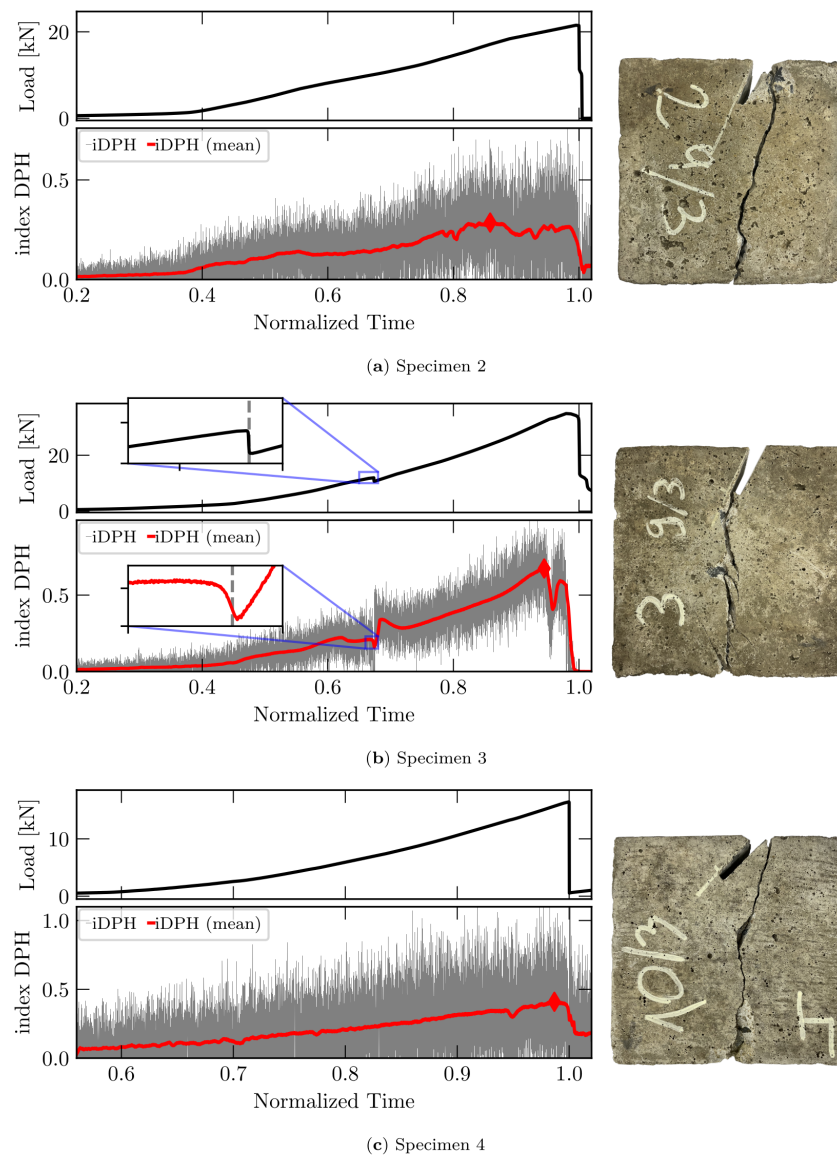 20
0
Load [kN]
iDPH iDPH (mean)
0.5
0.0
index DPH
0.2 0.4 0.6 0.8 1.0
Normalized Time
2
9/3
(a) Specimen 2
20
0
Load [kN]
iDPH iDPH (mean)
0.5
0.0
index DPH
0.2 0.4 0.6 0.8 1.0
Normalized Time
3 9/3
(b) Specimen 3
10
0
Load [kN]
iDPH iDPH (mean)
1.0
0.5
0.0
index DPH
0.6 0.7 0.8 0.9 1.0
Normalized Time
10/3
(c) Specimen 4